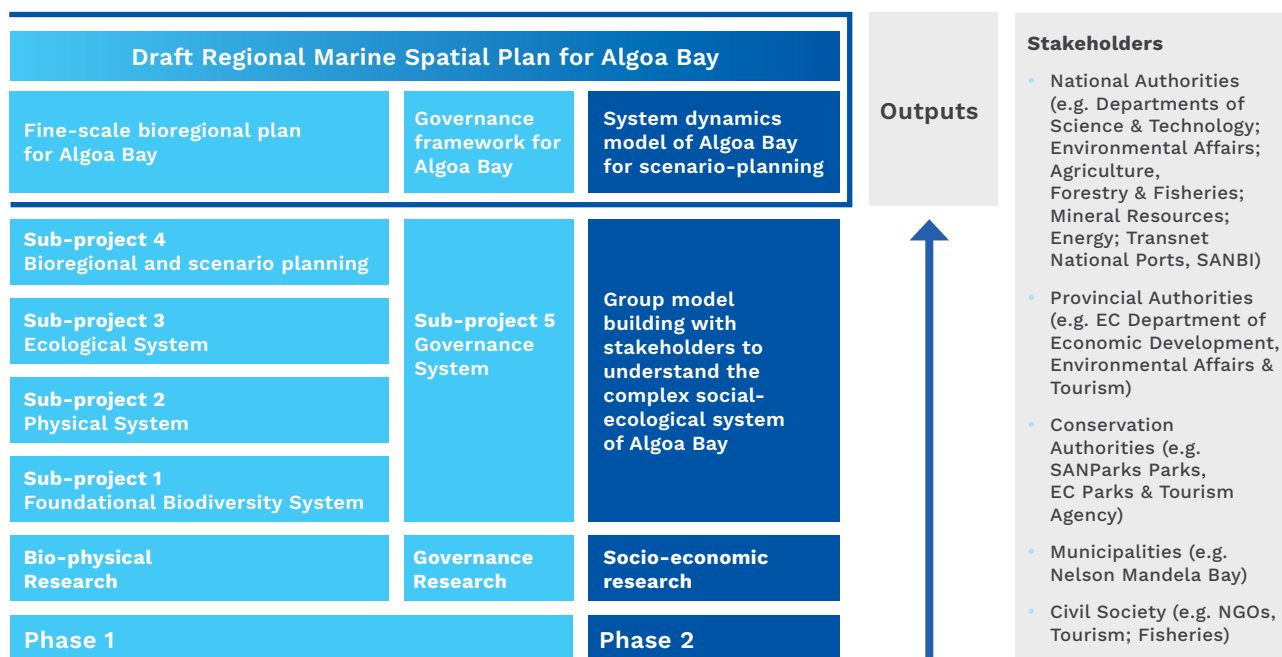 Draft Regional Marine Spatial Plan for Algoa Bay
Fine-scale bioregional plan
for Algoa Bay
Governance
framework for
Algoa Bay
System dynamics
model of Algoa Bay
for scenario-planning
Outputs
Sub-project 4
Bioregional and scenario planning
Sub-project 3
Ecological System
Sub-project 2
Physical System
Sub-project 1
Foundational Biodiversity System
Sub-project 5
Governance
System
Group model
building with
stakeholders to
understand the
complex social-
ecological system
of Algoa Bay
Bio-physical
Research
Governance
Research
Socio-economic
research
Phase 1
Phase 2
Stakeholders
• National Authorities
(e.g. Departments of
Science & Technology;
Environmental Affairs;
Agriculture,
Forestry & Fisheries;
Mineral Resources;
Energy; Transnet
National Ports, SANBI)
• Provincial Authorities
(e.g. EC Department of
Economic Development,
Environmental Affairs &
Tourism)
• Conservation
Authorities (e.g.
SANParks Parks,
EC Parks & Tourism
Agency)
• Municipalities (e.g.
Nelson Mandela Bay)
• Civil Society (e.g. NGOs,
Tourism; Fisheries)